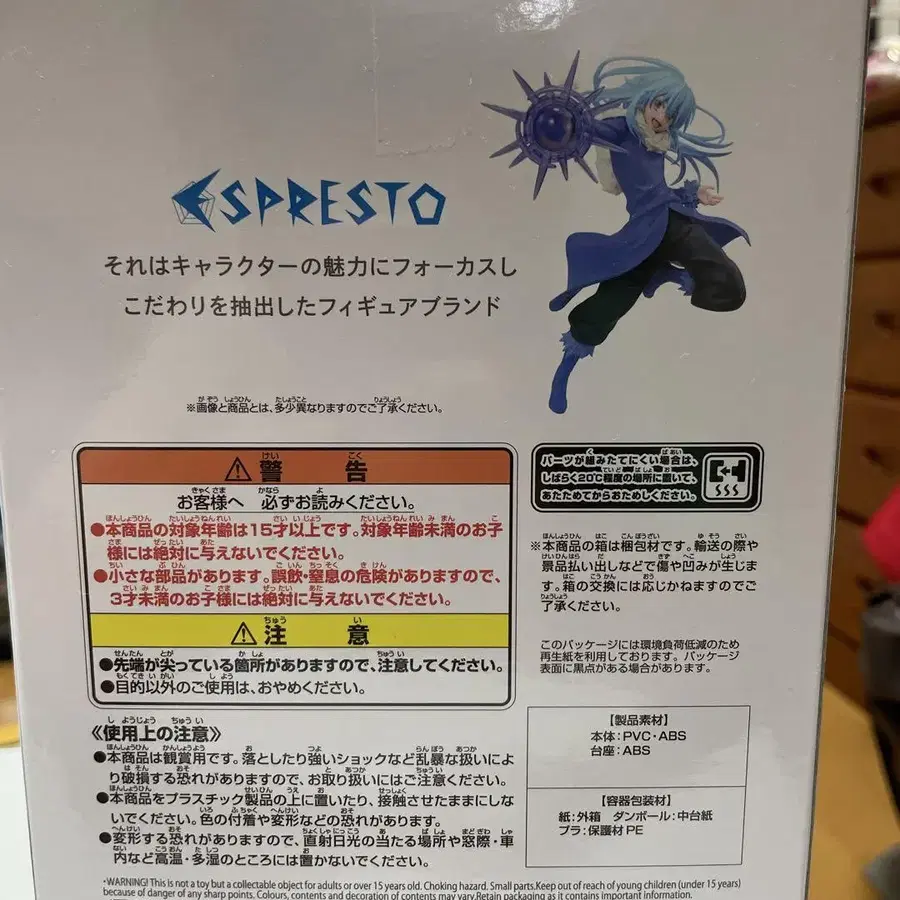 ESPRESTO
それはキャラクターの魅力にフォーカスし
こだわりを抽出したフィギュアブランド
※画像と商品とは、多少異なりますのでご了承ください。
⚠警告
お客様へ 必ずお読みください。
●本商品の対象年齢は15才以上です。対象年齢未満のお子
様には絶対に与えないでください。
●小さな部品があります。誤飲・窒息の危険がありますので、
3才未満のお子様には絶対に与えないでください。
⚠注意
●先端が尖っている箇所がありますので、注意してください。
●目的以外のご使用は、おやめください。
《使用上の注意》
●本商品は観賞用です。落としたり強いショックなど乱暴な扱いによ
り破損する恐れがありますので、お取り扱いにはご注意ください。
●本商品をプラスチック製品の上に置いたり、接触させたままにしな
いでください。色の付着や変形などの恐れがあります。
●変形する恐れがありますので、直射日光の当たる場所や窓際・車
内など高温・多湿のところには置かないでください。
パーツが組みたてにくい場合は、
しばらく20℃程度の場所に置いて、
あたためてからおためしください。
※本商品の箱は梱包材です。輸送の際や
景品払い出しなどで傷や凹みが生じま
す。箱の交換には応じかねますのでご
了承ください。
このパッケージには環境負荷低減のため
再生紙を利用しております。パッケージ
表面に黒点がある場合があります。
【製品素材】
本体：PVC・ABS
台座：ABS
【容器包装材】
紙：外箱 ダンボール：中台紙
プラ：保護材PE
•WARNING! This is not a toy but a collectable object for adults or over 15 years old. Choking hazard. Small parts.Keep out of reach of young children (under 15 years)
because of danger of any sharp points. Colours, contents and decoration of contents may vary.Retain packaging as it contains important information.